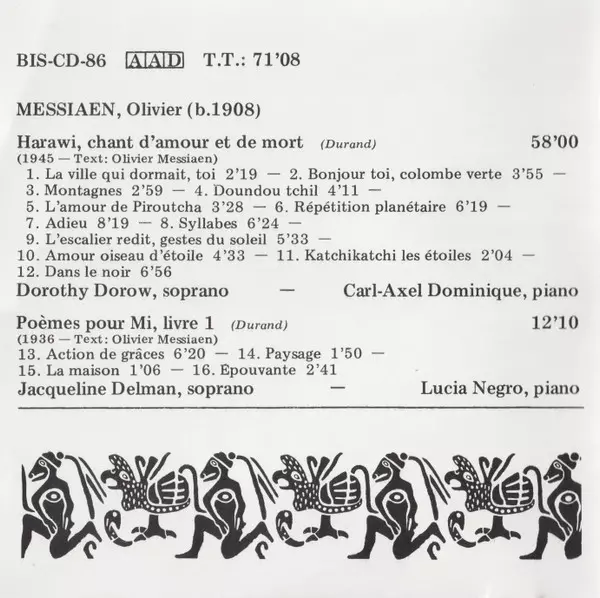 BIS-CD-86 AAD T.T.: 71'08
MESSIAEN, Olivier (b.1908)
Harawi, chant d'amour et de mort (Durand) 58'00
(1945 — Text: Olivier Messiaen)
1. La ville qui dormait, toi 2'19 — 2. Bonjour toi, colombe verte 3'55 —
3. Montagnes 2'59 — 4. Doundou tchil 4'11 —
5. L'amour de Piroutcha 3'28 — 6. Répétition planétaire 6'19 —
7. Adieu 8'19 — 8. Syllabes 6'24 —
9. L'escalier redit, gestes du soleil 5'33 —
10. Amour oiseau d'étoile 4'33 — 11. Katchikatchi les étoiles 2'04 —
12. Dans le noir 6'56
Dorothy Dorow, soprano — Carl-Axel Dominique, piano
Poèmes pour Mi, livre 1 (Durand) 12'10
(1936 — Text: Olivier Messiaen)
13. Action de grâces 6'20 — 14. Paysage 1'50 —
15. La maison 1'06 — 16. Epouvante 2'41
Jacqueline Delman, soprano — Lucia Negro, piano